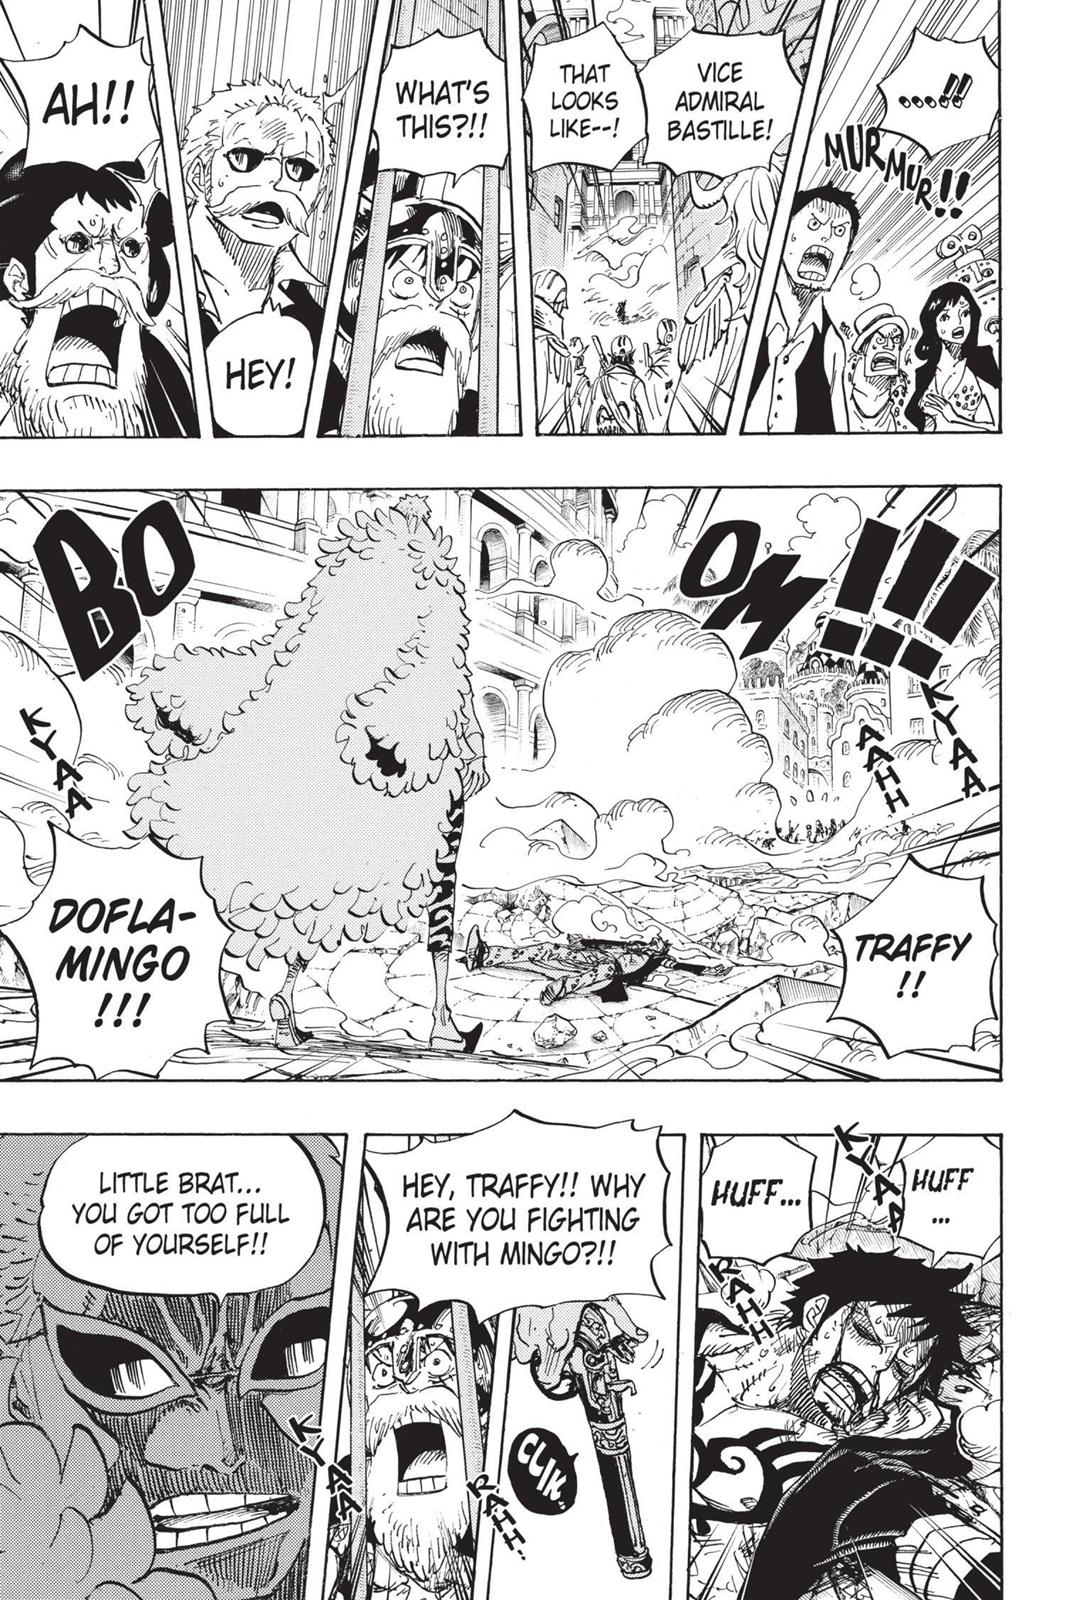 ....!!
MURMUR!!
VICE
ADMIRAL
BASTILLE!
THAT
LOOKS
LIKE--!
WHAT'S
THIS?!!
HEY!
AH!!
BOOM!!!
KYAA
AAHH
TRAFFY
!!
KYAA
DOFLA-
MINGO
!!!
HUFF
...
KYAA
HUFF...
RAHH
HEY, TRAFFY!! WHY
ARE YOU FIGHTING
WITH MINGO?!!
CLIK.
RAHH!
KYAA
LITTLE BRAT...
YOU GOT TOO FULL
OF YOURSELF!!